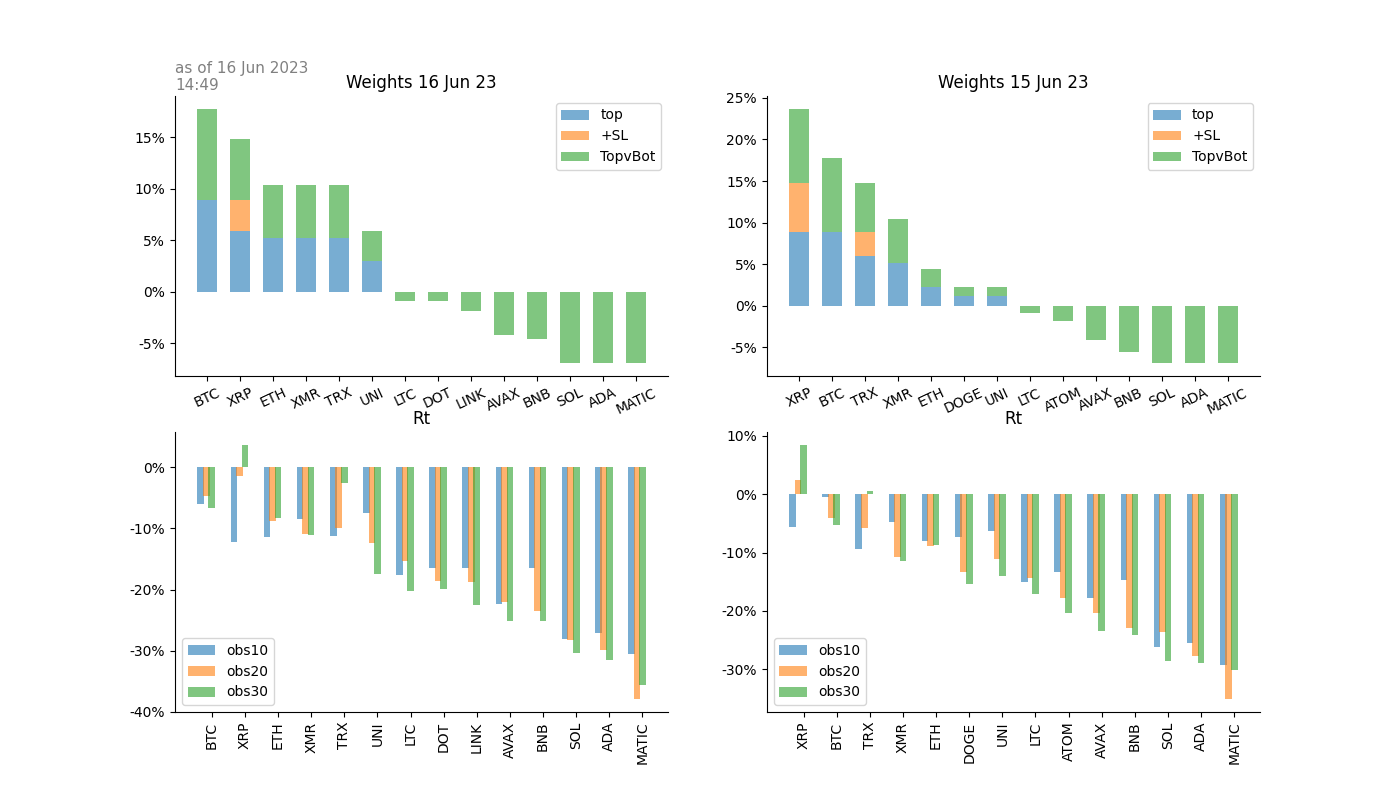 as of 16 Jun 2023
14:49
Weights 16 Jun 23
15%
10%
5%
0%
-5%
top
+SL
TopvBot
BTC XRP ETH XMR TRX UNI LTC DOT LINK AVAX BNB SOL ADA MATIC
Weights 15 Jun 23
25%
20%
15%
10%
5%
0%
-5%
top
+SL
TopvBot
XRP BTC TRX XMR ETH DOGE UNI LTC ATOM AVAX BNB SOL ADA MATIC
Rt
0%
-10%
-20%
-30%
-40%
obs10
obs20
obs30
BTC XRP ETH XMR TRX UNI LTC DOT LINK AVAX BNB SOL ADA MATIC
Rt
10%
0%
-10%
-20%
-30%
obs10
obs20
obs30
XRP BTC TRX XMR ETH DOGE UNI LTC ATOM AVAX BNB SOL ADA MATIC